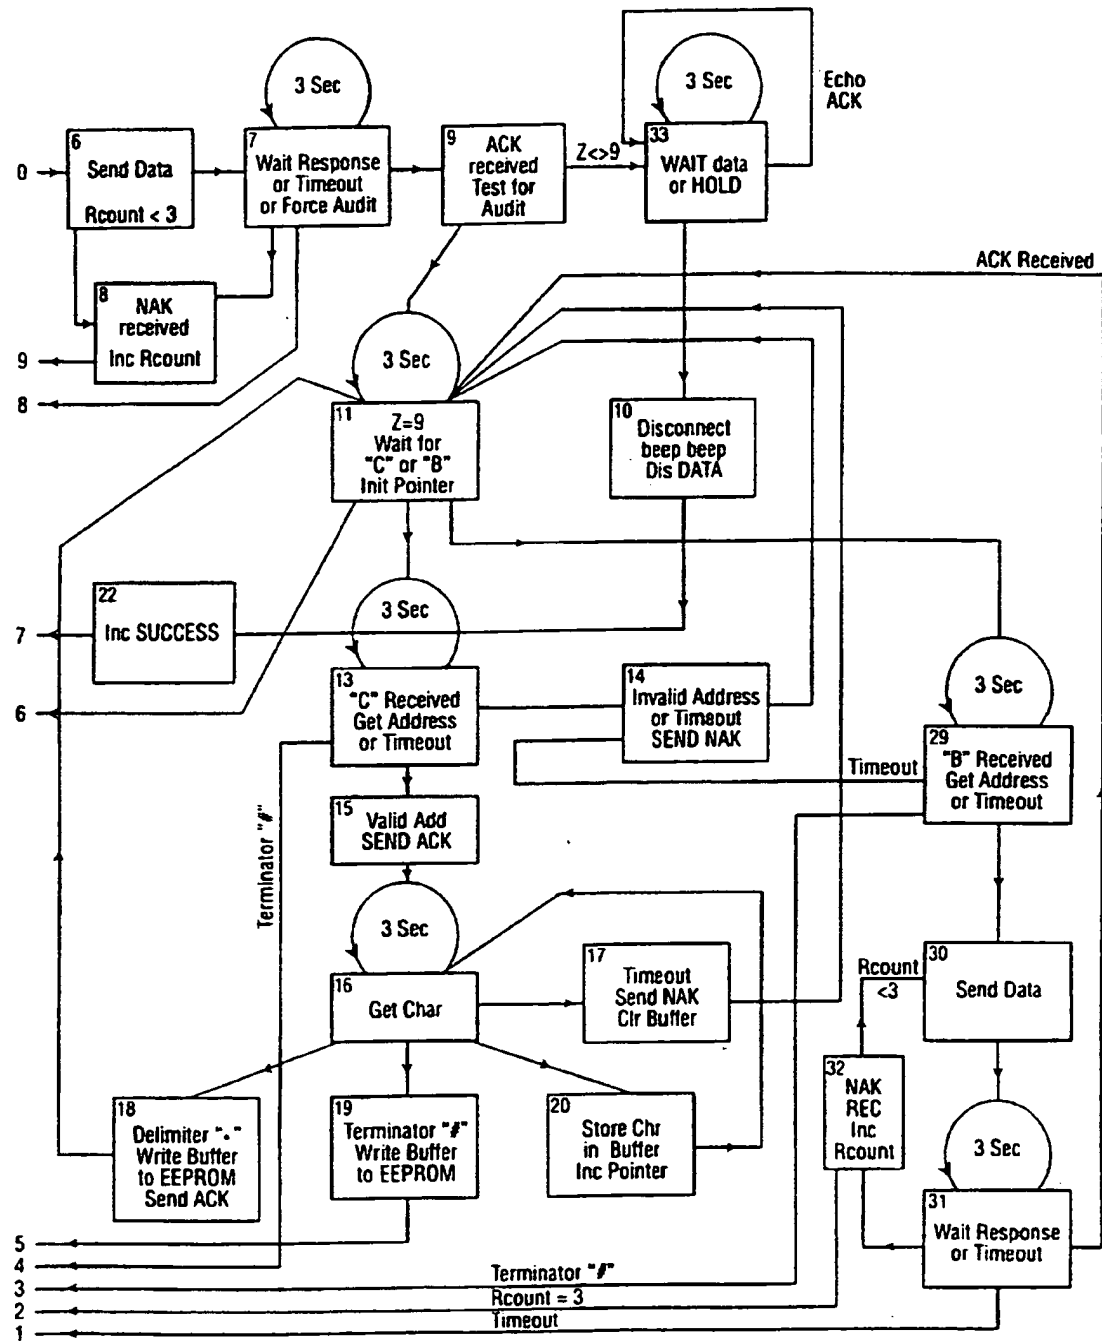 3 Sec
3 Sec
Echo
ACK
6
Send Data
Rcount < 3
7
Wait Response
or Timeout
or Force Audit
9
ACK
received
Test for
Audit
Z<>9
33
WAIT data
or HOLD
0
ACK Received
8
NAK
received
Inc Rcount
9
8
3 Sec
11
Z=9
Wait for
"C" or "B"
Init Pointer
10
Disconnect
beep beep
Dis DATA
22
Inc SUCCESS
7
6
3 Sec
13
"C" Received
Get Address
or Timeout
14
Invalid Address
or Timeout
SEND NAK
3 Sec
29
"B" Received
Get Address
or Timeout
Timeout
15
Valid Add
SEND ACK
Terminator "#"
3 Sec
16
Get Char
17
Timeout
Send NAK
Clr Buffer
Rcount
<3
30
Send Data
32
NAK
REC
Inc
Rcount
3 Sec
18
Delimiter "•"
Write Buffer
to EEPROM
Send ACK
19
Terminator "#"
Write Buffer
to EEPROM
20
Store Chr
in Buffer
Inc Pointer
31
Wait Response
or Timeout
5
4
3
Terminator "#"
2
Rcount = 3
1
Timeout